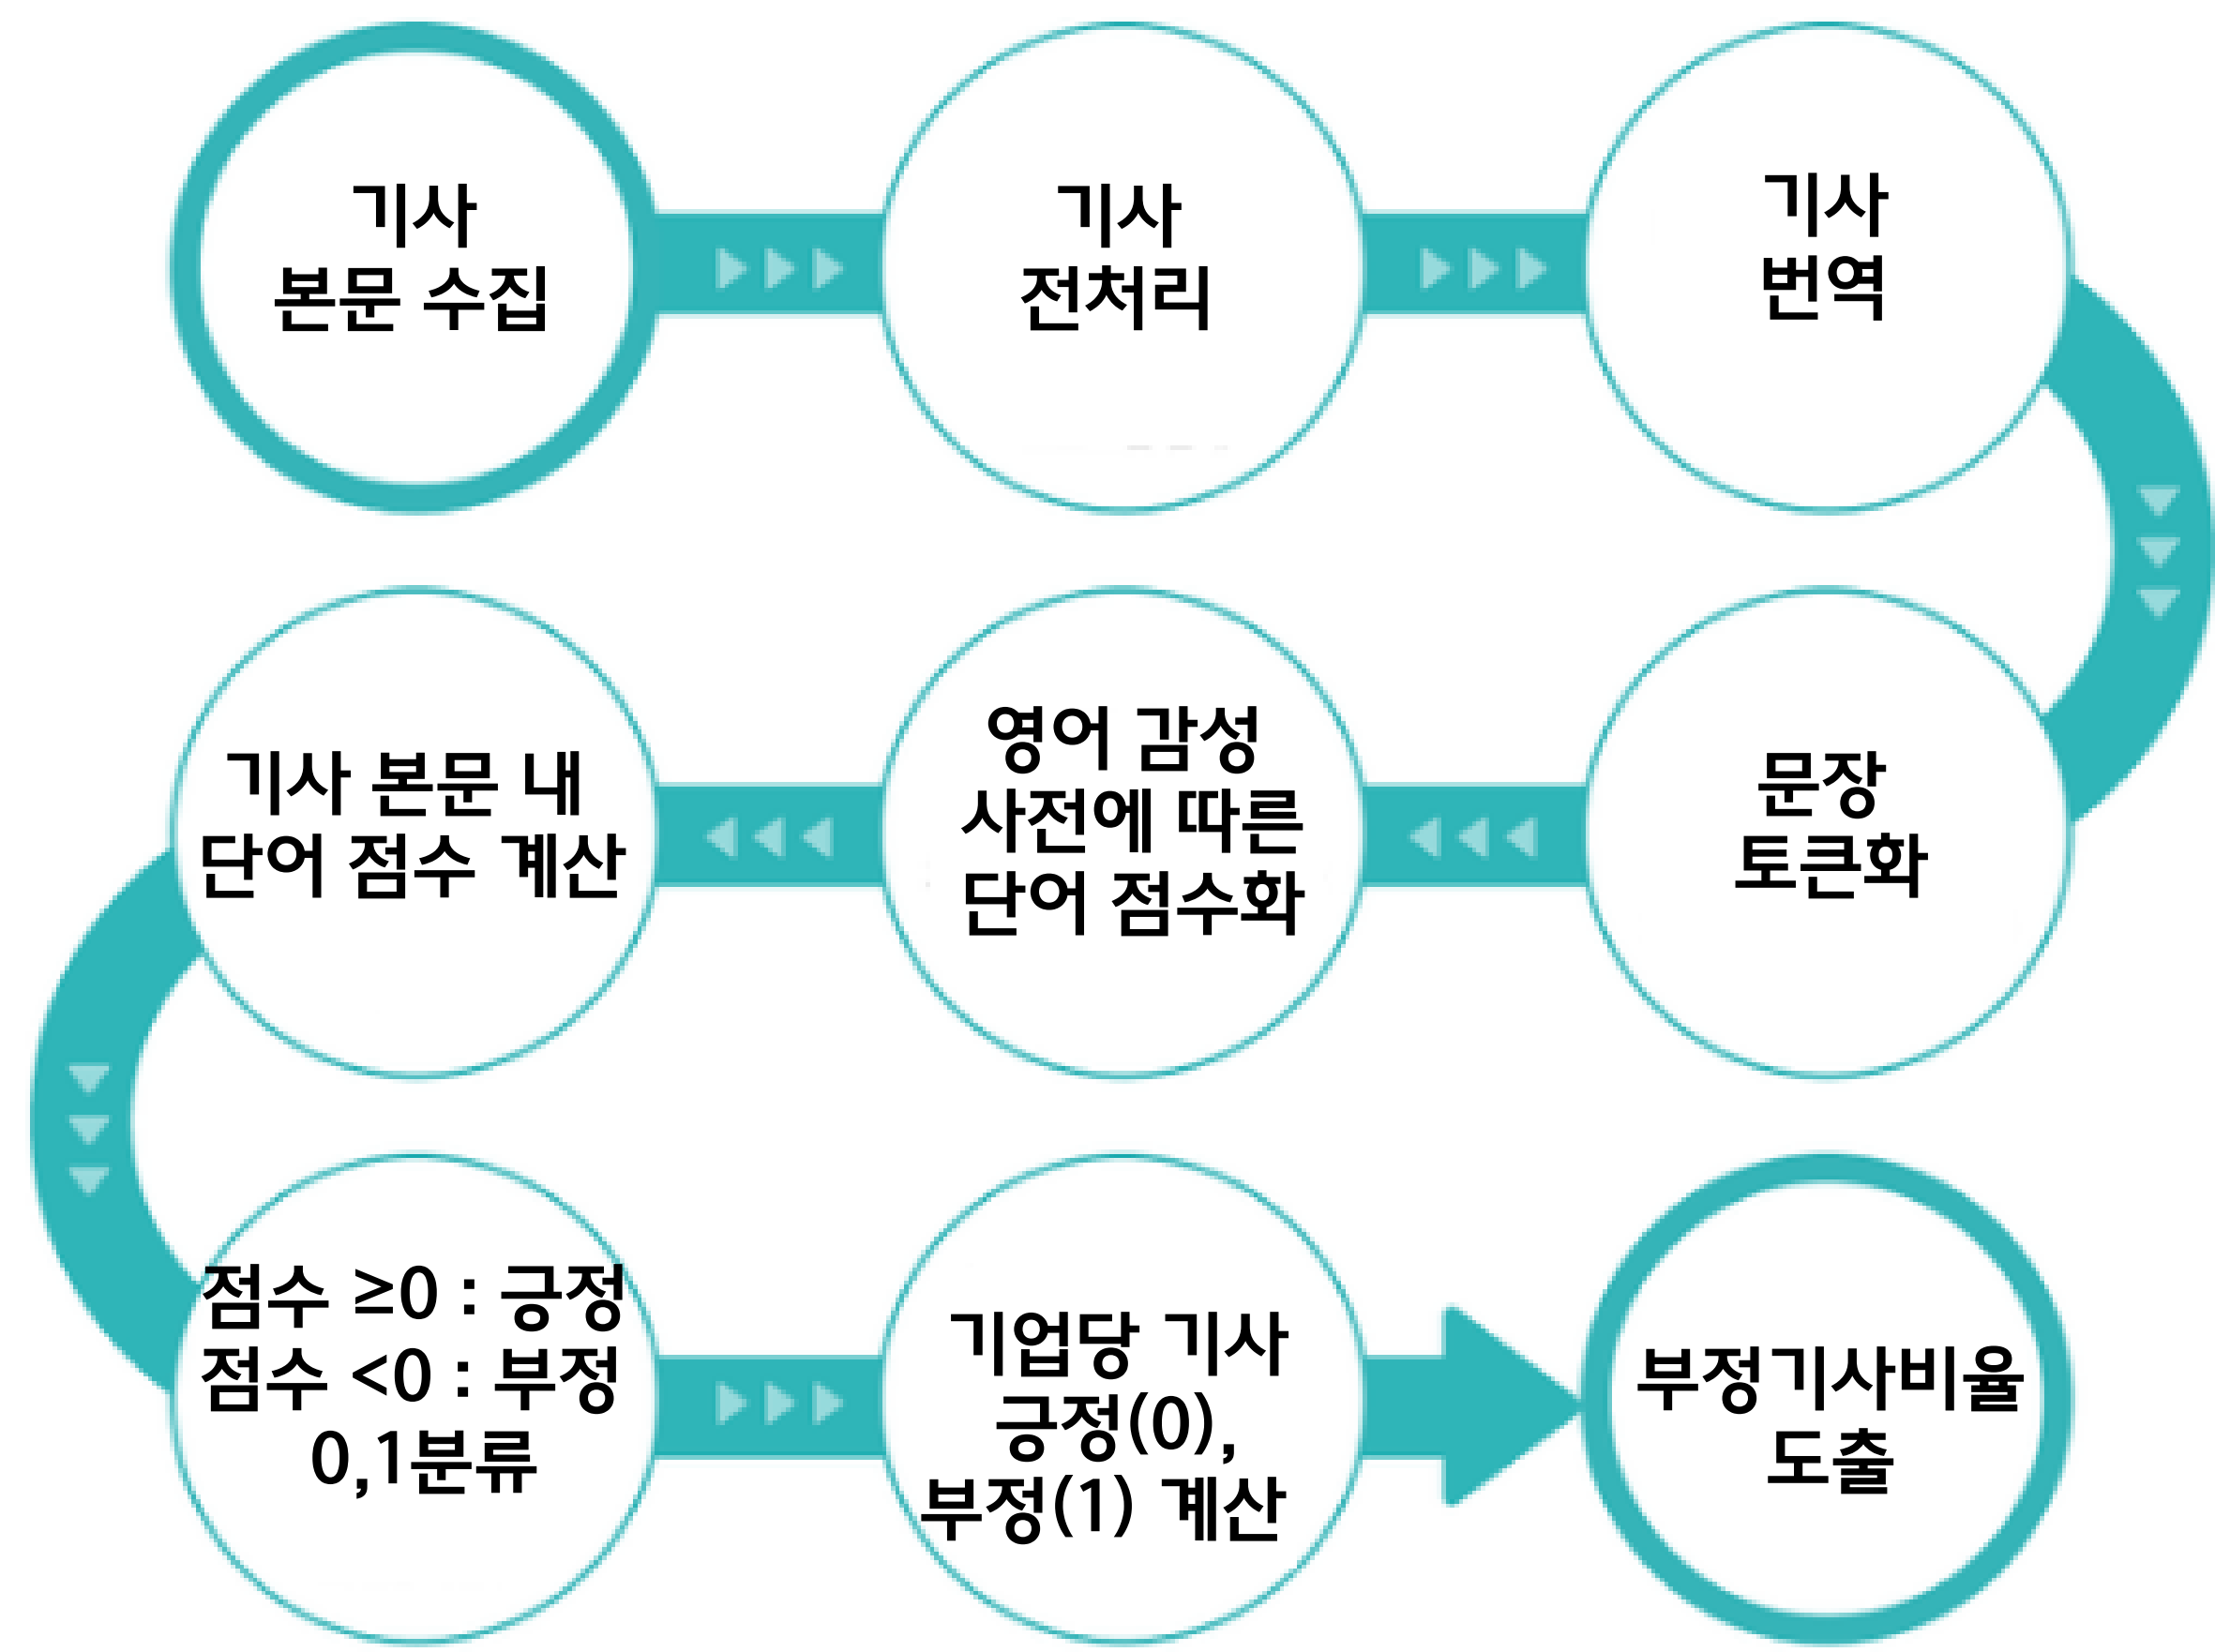 기사
본문 수집
기사
전처리
기사
번역
문장
토큰화
영어 감성
사전에 따른
단어 점수화
기사 본문 내
단어 점수 계산
점수 ≥0 : 긍정
점수 <0 : 부정
0,1분류
기업당 기사
긍정(0),
부정(1) 계산
부정기사비율
도출